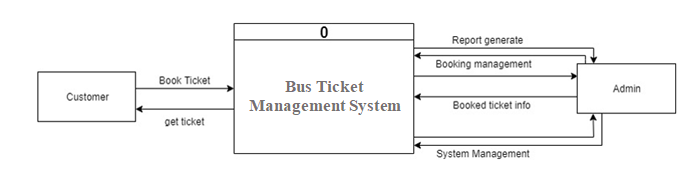 0
Report generate
Booking management
Book Ticket
Bus Ticket
Management System
Customer
Admin
Booked ticket info
get ticket
System Management